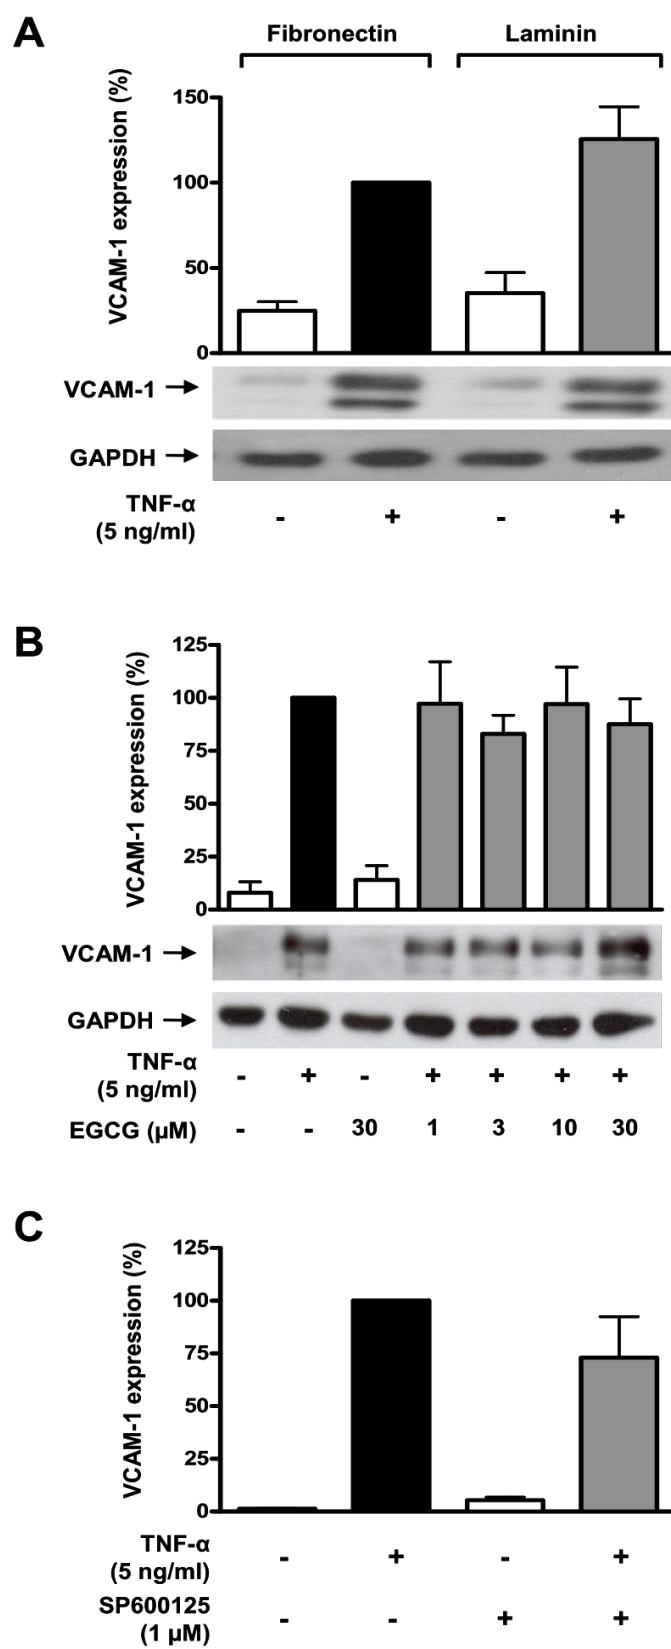 A
Fibronectin Laminin
VCAM-1 expression (%)
150
100
50
0
VCAM-1
GAPDH
TNF-α
(5 ng/ml)
- + - +
B
VCAM-1 expression (%)
125
100
75
50
25
0
VCAM-1
GAPDH
TNF-α
(5 ng/ml)
- + - + + + +
EGCG (µM) - - 30 1 3 10 30
C
VCAM-1 expression (%)
125
100
75
50
25
0
TNF-α
(5 ng/ml)
- + - +
SP600125
(1 µM)
- - + +